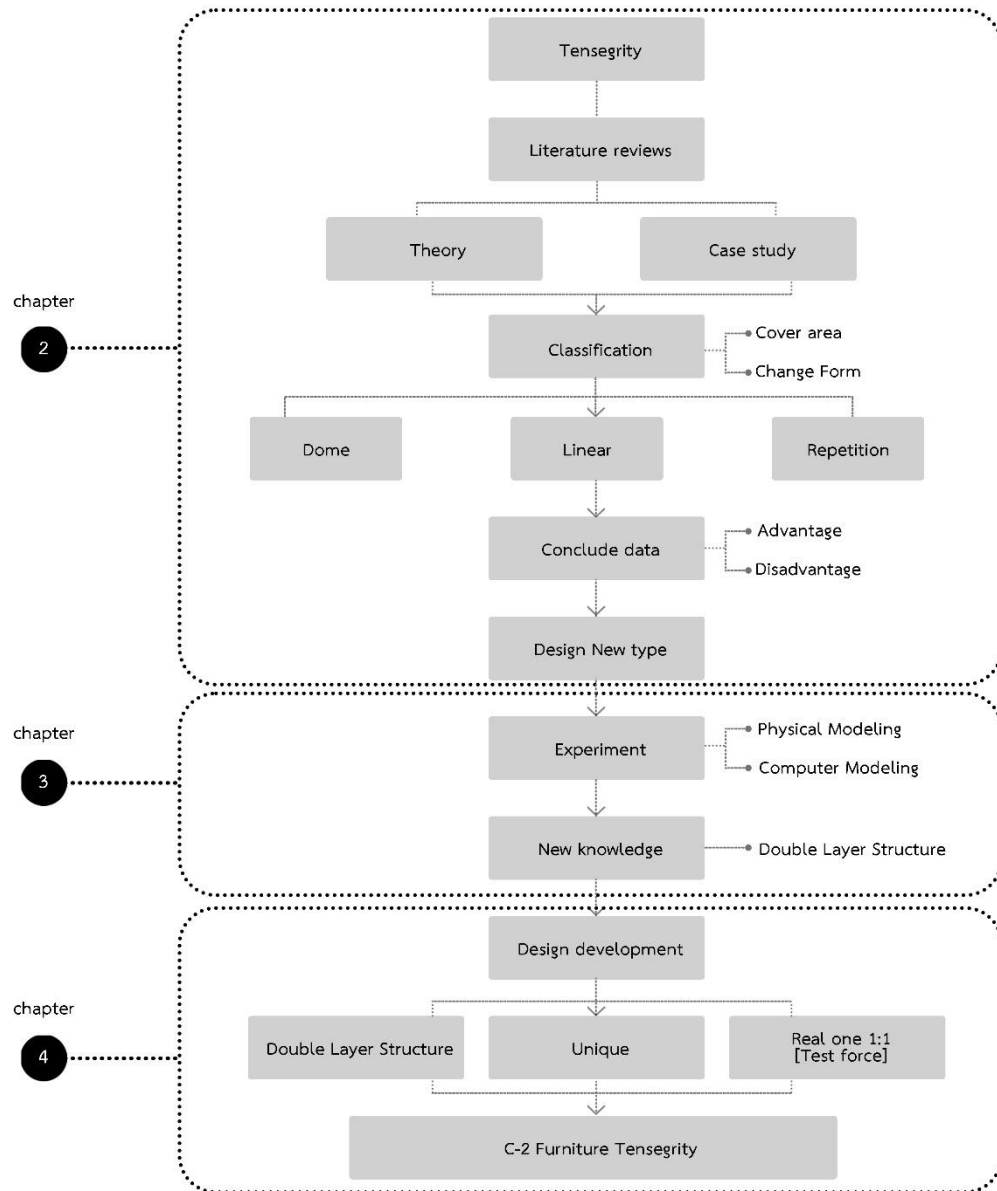 Tensegrity
Literature reviews
Theory
Case study
chapter
2
Classification
Cover area
Change Form
Dome
Linear
Repetition
Conclude data
Advantage
Disadvantage
Design New type
chapter
3
Experiment
Physical Modeling
Computer Modeling
New knowledge
Double Layer Structure
Design development
chapter
4
Double Layer Structure
Unique
Real one 1:1
[Test force]
C-2 Furniture Tensegrity